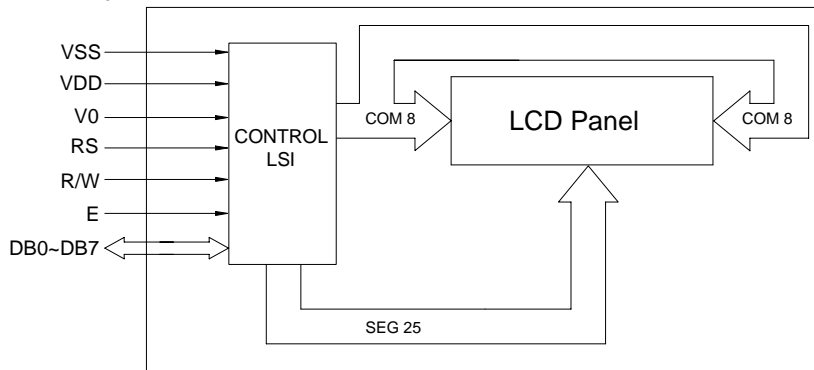 VSS
VDD
V0
RS
R/W
E
DB0~DB7
CONTROL
LSI
COM 8
LCD Panel
COM 8
SEG 25